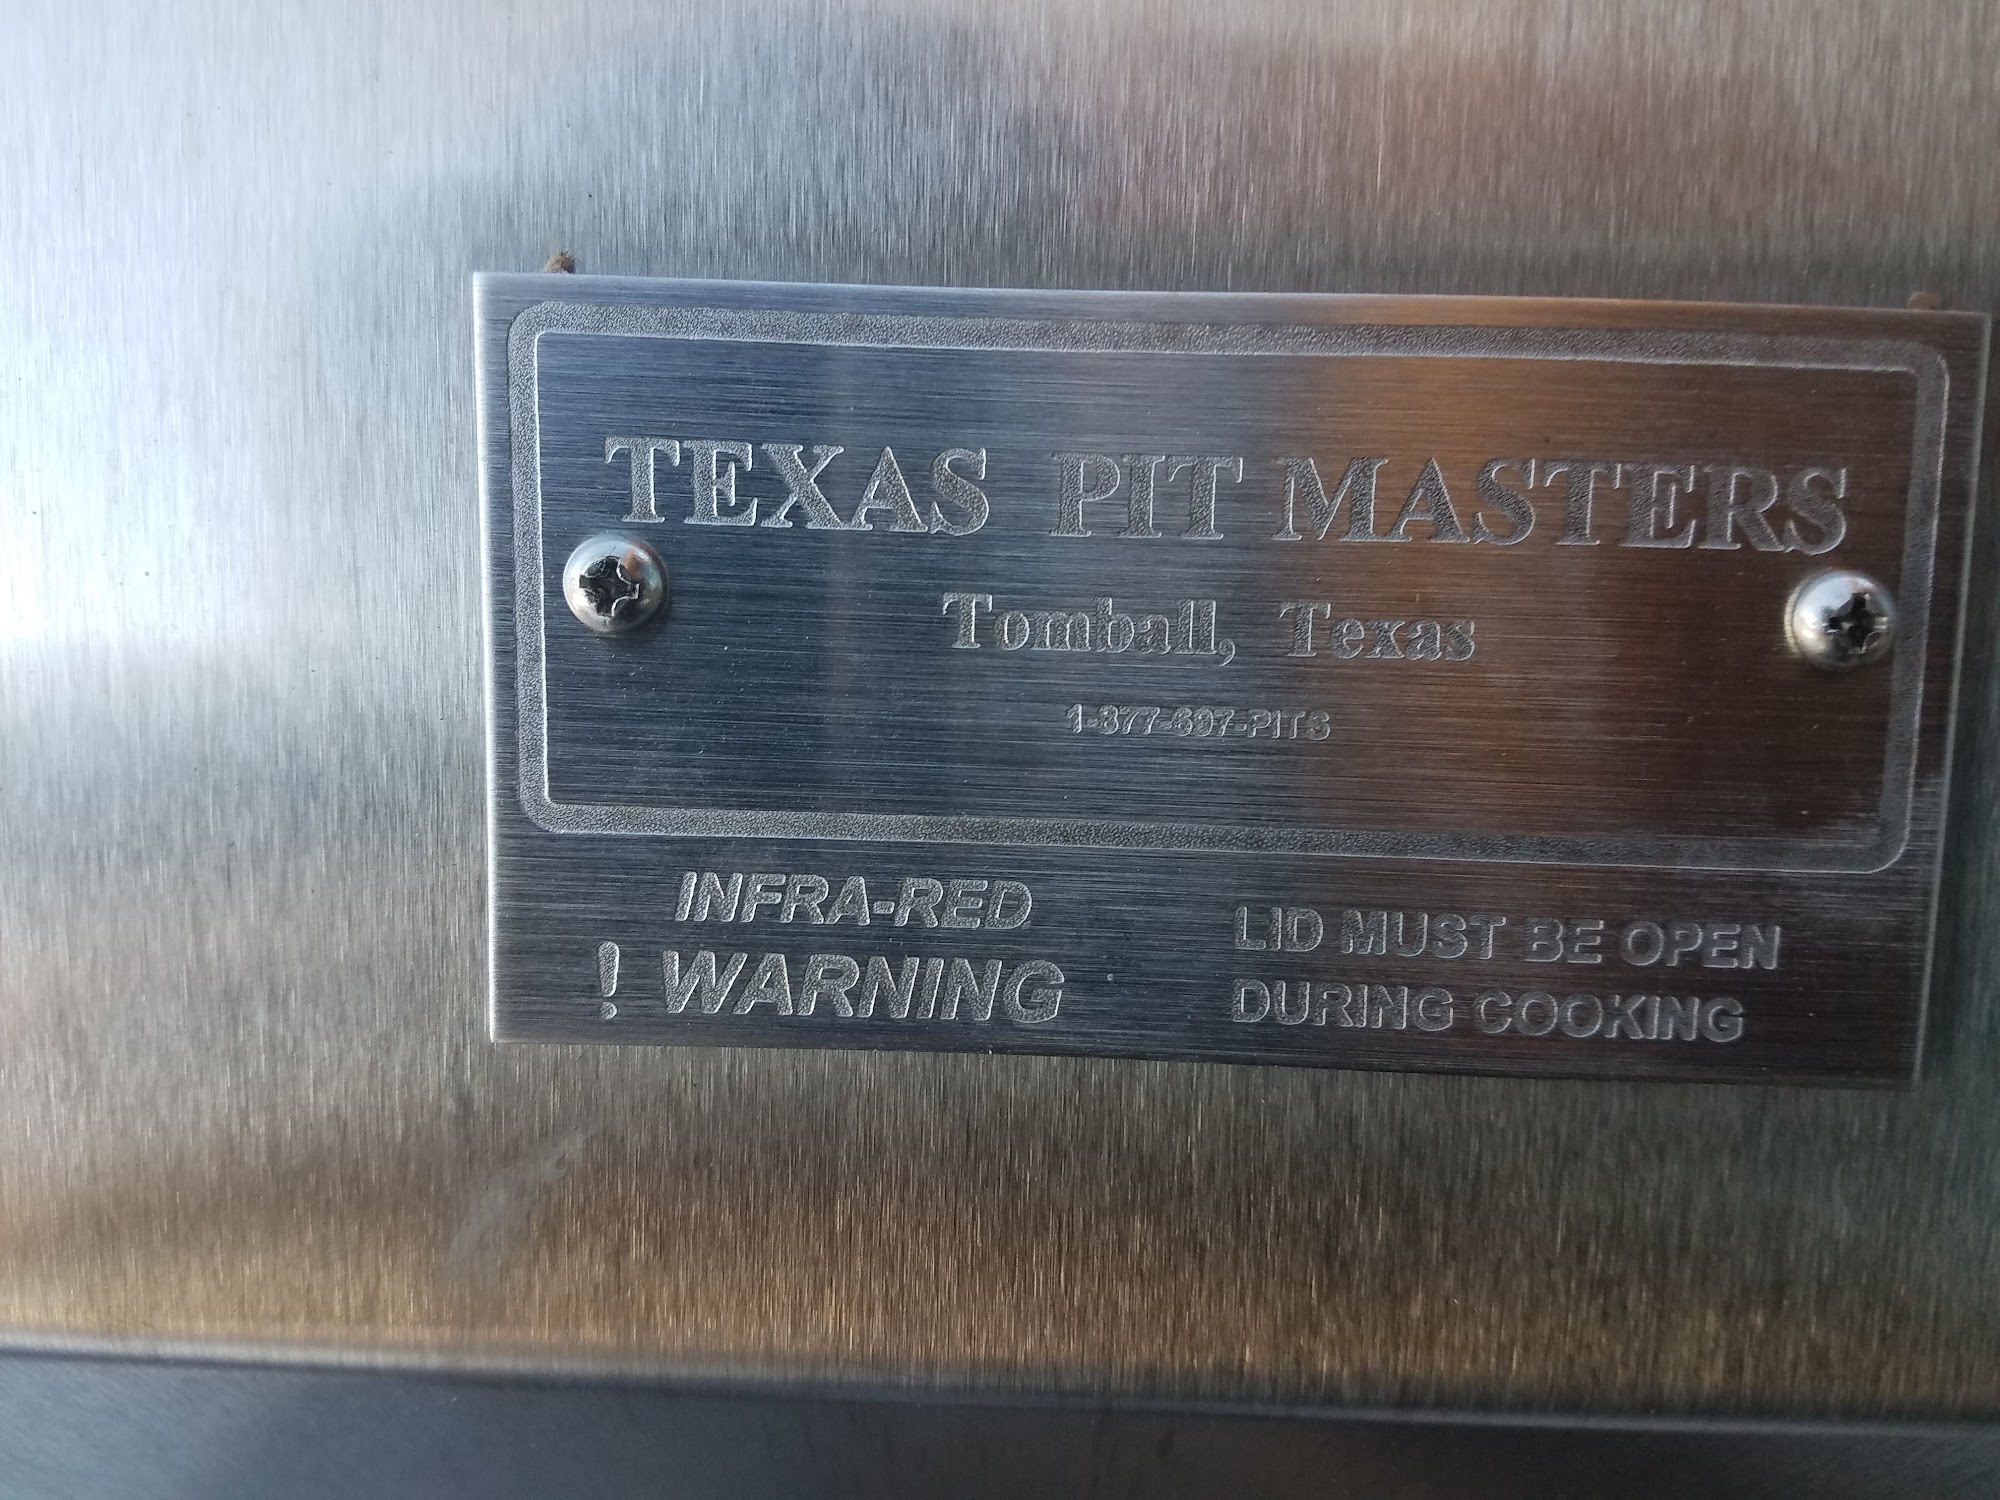 TEXAS PIT MASTERS
Tomball, Texas
1-877-697-PITS
INFRA-RED
! WARNING
LID MUST BE OPEN
DURING COOKING